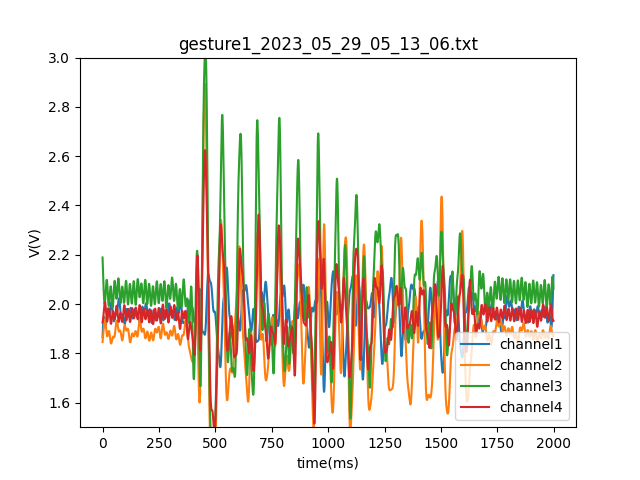 gesture1_2023_05_29_05_13_06.txt
3.0
2.8
2.6
2.4
2.2
2.0
1.8
1.6
V(V)
channel1
channel2
channel3
channel4
0 250 500 750 1000 1250 1500 1750 2000
time(ms)